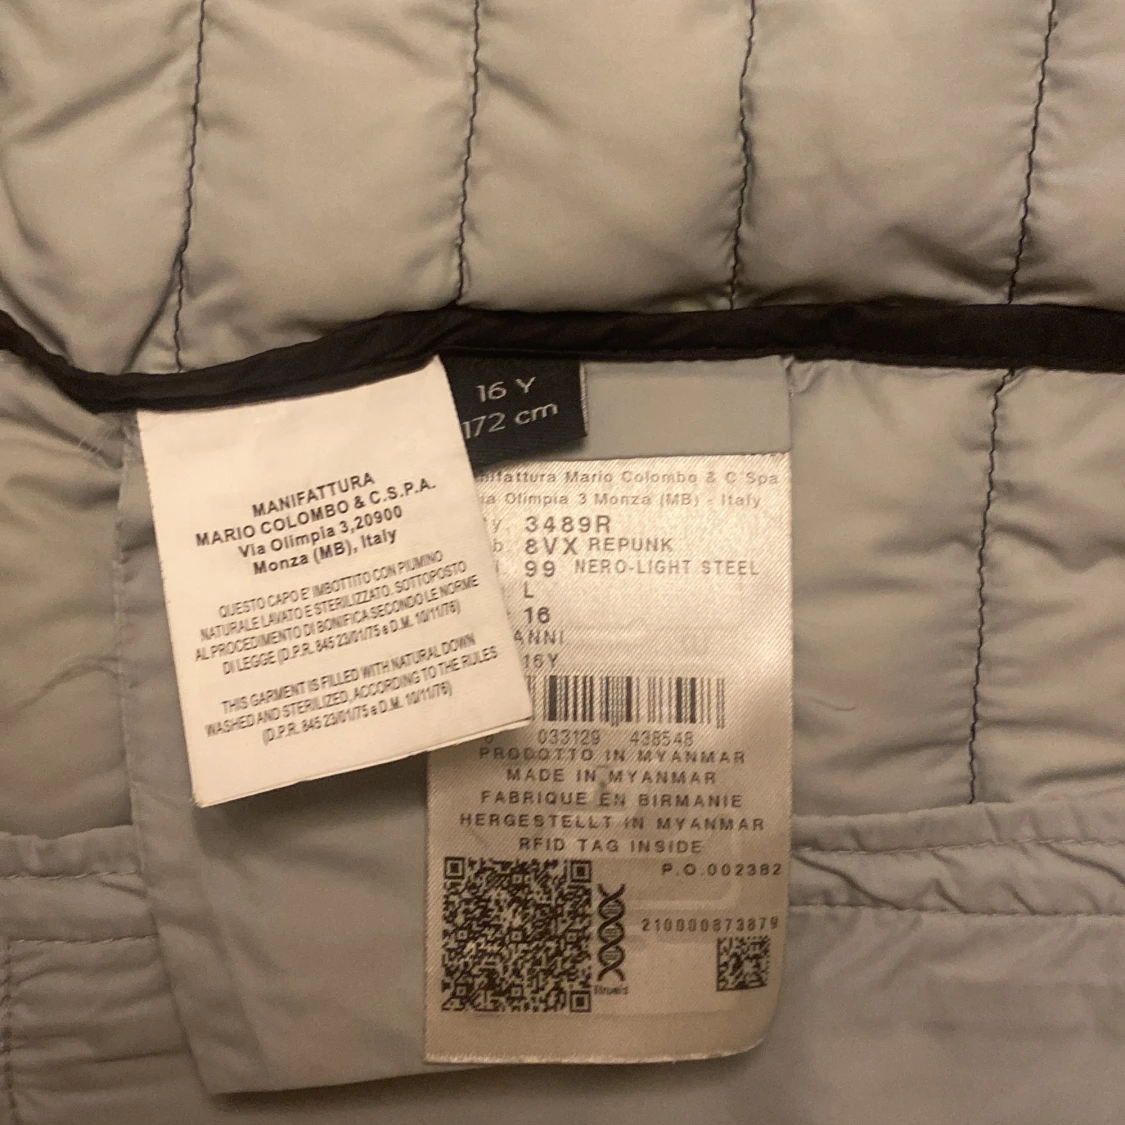 16 Y
172 cm
MANIFATTURA
MARIO COLOMBO & C.S.P.A.
Via Olimpia 3,20900
Monza (MB), Italy
QUESTO CAPO E' IMBOTTITO CON PIUMINO
NATURALE LAVATO E STERILIZZATO. SOTTOPOSTO
AL PROCEDIMENTO DI BONIFICA SECONDO LE NORME
DI LEGGE (D.P.R. 845 23/01/75 e D.M. 10/11/76)
THIS GARMENT IS FILLED WITH NATURAL DOWN
WASHED AND STERILIZED, ACCORDING TO THE RULES
(D.P.R. 845 23/01/75 e D.M. 10/11/76)
Mario Colombo & C Spa
Olimpia 3 Monza (MB) - Italy
3489R
8VX REPUNK
99 NERO-LIGHT STEEL
L
16
ANNI
16Y
033129 438548
PRODOTTO IN MYANMAR
MADE IN MYANMAR
FABRIQUE EN BIRMANIE
HERGESTELLT IN MYANMAR
RFID TAG INSIDE
P.O.002382
210000873879